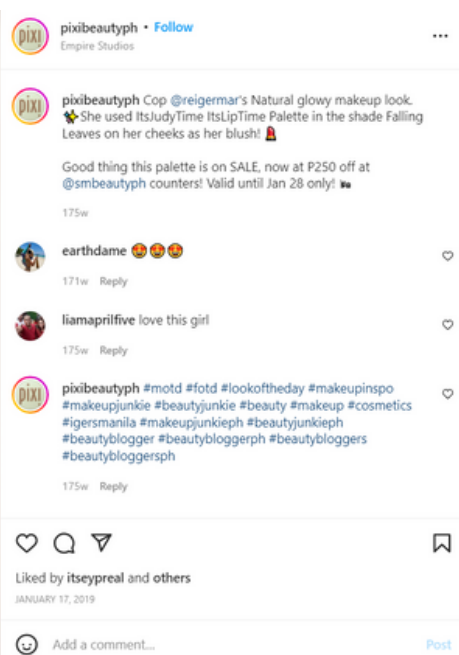 pixibeautyph • Follow
Empire Studios
pixibeautyph Cop @reigermar's Natural glowy makeup look.
✨She used ItsJudyTime ItsLipTime Palette in the shade Falling
Leaves on her cheeks as her blush! 💄
Good thing this palette is on SALE, now at P250 off at
@smbeautyph counters! Valid until Jan 28 only!
175w
earthdame 😍😍😍
171w Reply
liamaprilfive love this girl
175w Reply
pixibeautyph #motd #fotd #lookoftheday #makeupinspo
#makeupjunkie #beautyjunkie #beauty #makeup #cosmetics
#igersmanila #makeupjunkieph #beautyjunkieph
#beautyblogger #beautybloggerph #beautybloggers
#beautybloggersph
175w Reply
Liked by itseypreal and others
JANUARY 17, 2019
Add a comment... Post